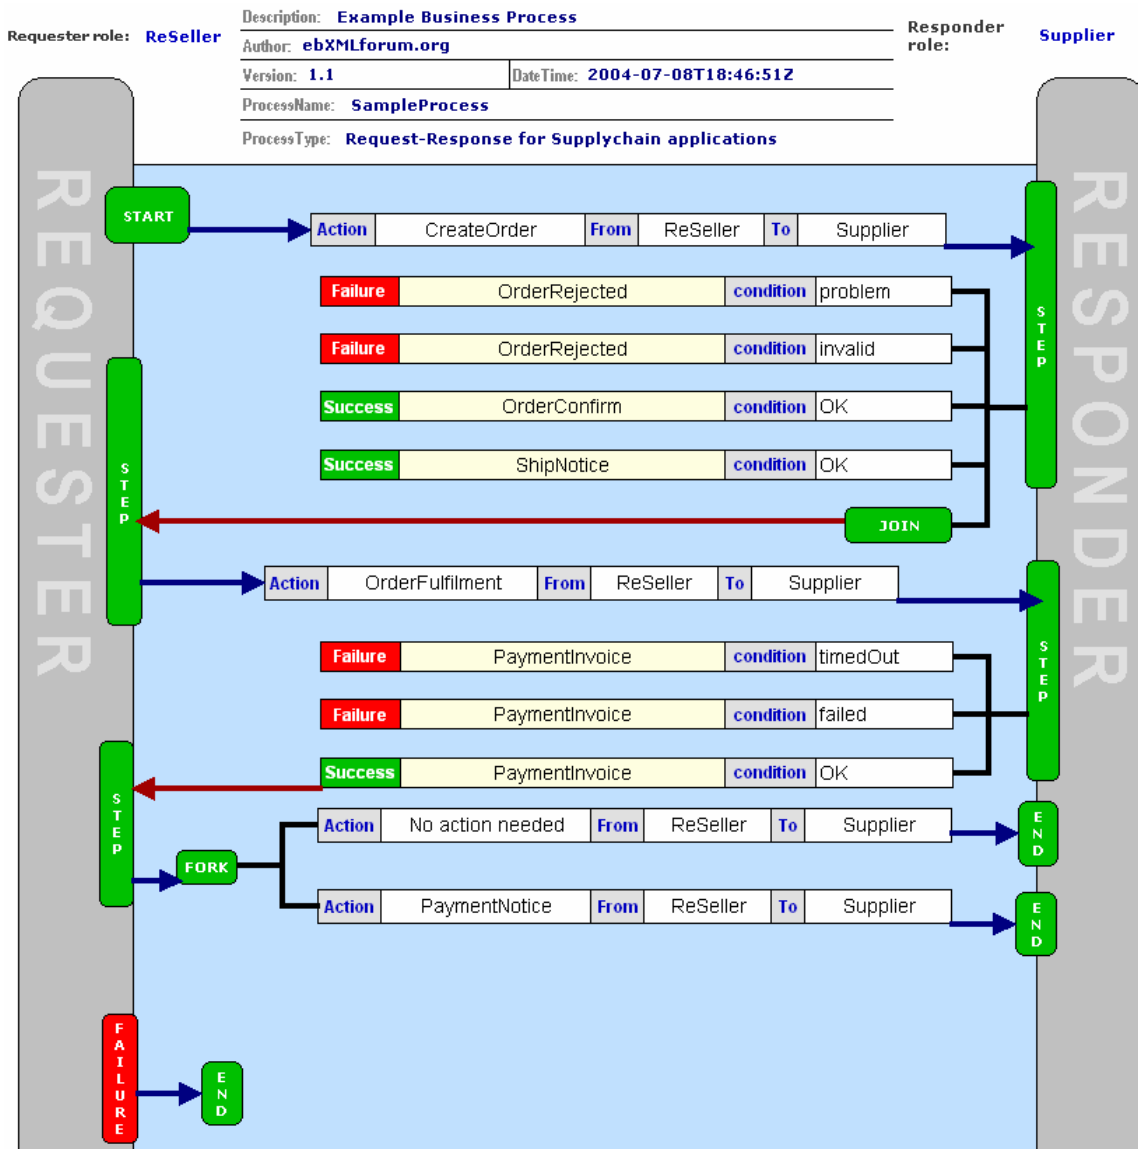 Description: Example Business Process
Requester role: ReSeller
Responder role:
Supplier
Author: ebXMLforum.org
Version: 1.1 DateTime: 2004-07-08T18:46:51Z
ProcessName: SampleProcess
ProcessType: Request-Response for Supplychain applications
REQUESTER
RESPONDER
START
Action CreateOrder From ReSeller To Supplier
STEP
Failure OrderRejected condition problem
Failure OrderRejected condition invalid
Success OrderConfirm condition OK
Success ShipNotice condition OK
STEP
JOIN
Action OrderFulfilment From ReSeller To Supplier
STEP
Failure PaymentInvoice condition timedOut
Failure PaymentInvoice condition failed
Success PaymentInvoice condition OK
STEP
FORK
Action No action needed From ReSeller To Supplier
END
Action PaymentNotice From ReSeller To Supplier
END
FAILURE
END